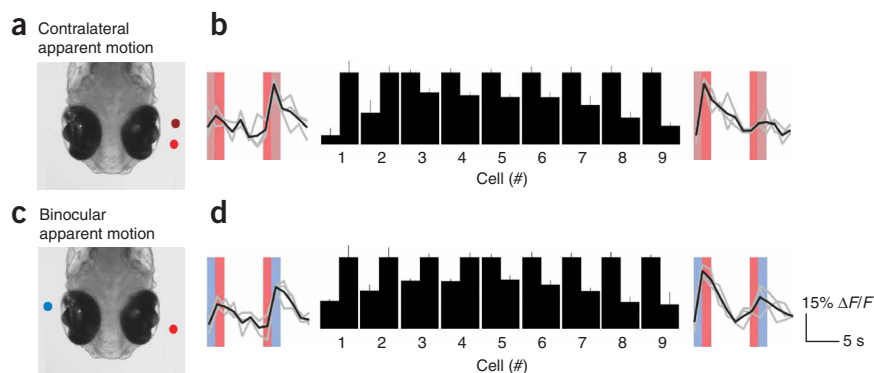 a
Contralateral
apparent motion
b
1 2 3 4 5 6 7 8 9
Cell (#)
c
Binocular
apparent motion
d
1 2 3 4 5 6 7 8 9
Cell (#)
15% ΔF/F
5 s